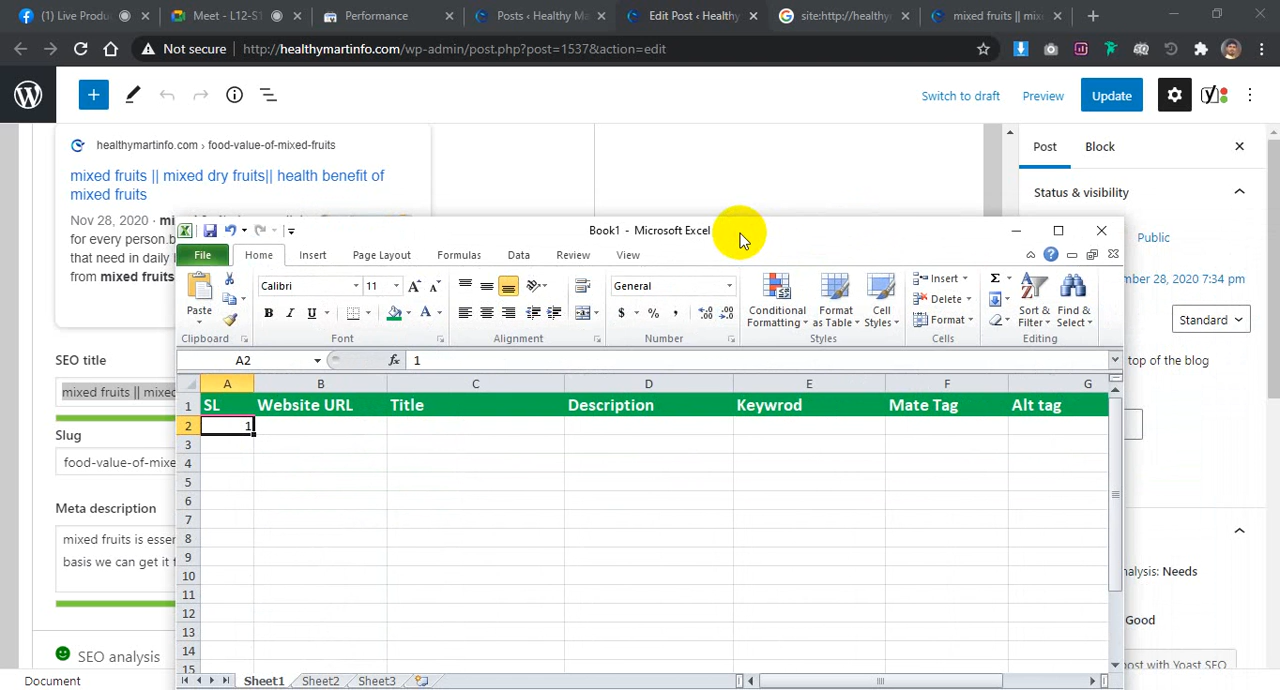 (1) Live Produ
Meet - L12-S1
Performance
Posts ‹ Healthy Ma
Edit Post ‹ Healthy
site:http://healthy
mixed fruits || mix
Not secure
http://healthymartinfo.com/wp-admin/post.php?post=1537&action=edit
Switch to draft
Preview
Update
healthymartinfo.com › food-value-of-mixed-fruits
mixed fruits || mixed dry fruits|| health benefit of
mixed fruits
Nov 28, 2020 ·
for every person.b
that need in daily l
from mixed fruits
SEO title
mixed fruits || mixed
Slug
food-value-of-mixe
Meta description
mixed fruits is essen
basis we can get it f
SEO analysis
Document
Post
Block
Status & visibility
Public
mber 28, 2020 7:34 pm
Standard
top of the blog
nalysis: Needs
Good
ost with Yoast SEO
Book1 - Microsoft Excel
File
Home
Insert
Page Layout
Formulas
Data
Review
View
Paste
Clipboard
Calibri
11
B I U
Font
Alignment
General
$ % ,
Number
Conditional
Formatting
Format
as Table
Cell
Styles
Styles
Insert
Delete
Format
Cells
Sort &
Filter
Find &
Select
Editing
A2
fx
1
A B C D E F G
1 SL Website URL Title Description Keywrod Mate Tag Alt tag
2 1
3
4
5
6
7
8
9
10
11
12
13
14
15
Sheet1
Sheet2
Sheet3